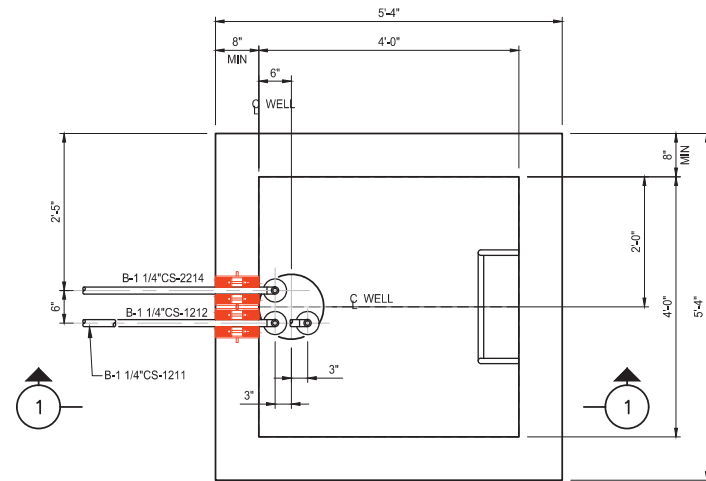 5'-4"
8"
MIN
4'-0"
6"
CL WELL
8"
MIN
2'-5"
2'-0"
B-1 1/4"CS-2214
CL WELL
6"
B-1 1/4"CS-1212
4'-0"
5'-4"
B-1 1/4"CS-1211
3"
3"
1
1